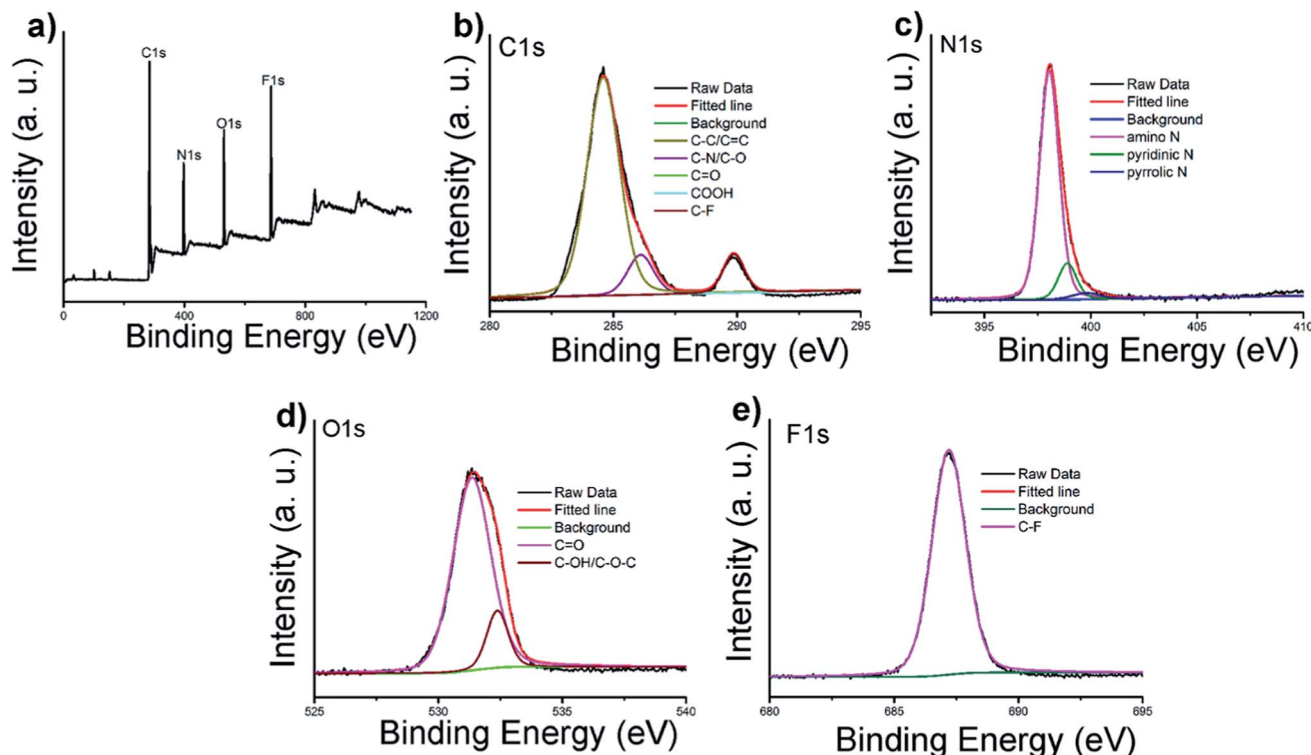 a)
Intensity (a. u.)
C1s
N1s
O1s
F1s
0 400 800 1200
Binding Energy (eV)
b)
C1s
Intensity (a. u.)
Raw Data
Fitted line
Background
C-C/C=C
C-N/C-O
C=O
COOH
C-F
280 285 290 295
Binding Energy (eV)
c)
N1s
Intensity (a. u.)
Raw Data
Fitted line
Background
amino N
pyridinic N
pyrrolic N
395 400 405 410
Binding Energy (eV)
d)
O1s
Intensity (a. u.)
Raw Data
Fitted line
Background
C=O
C-OH/C-O-C
525 530 535 540
Binding Energy (eV)
e)
F1s
Intensity (a. u.)
Raw Data
Fitted line
Background
C-F
680 685 690 695
Binding Energy (eV)